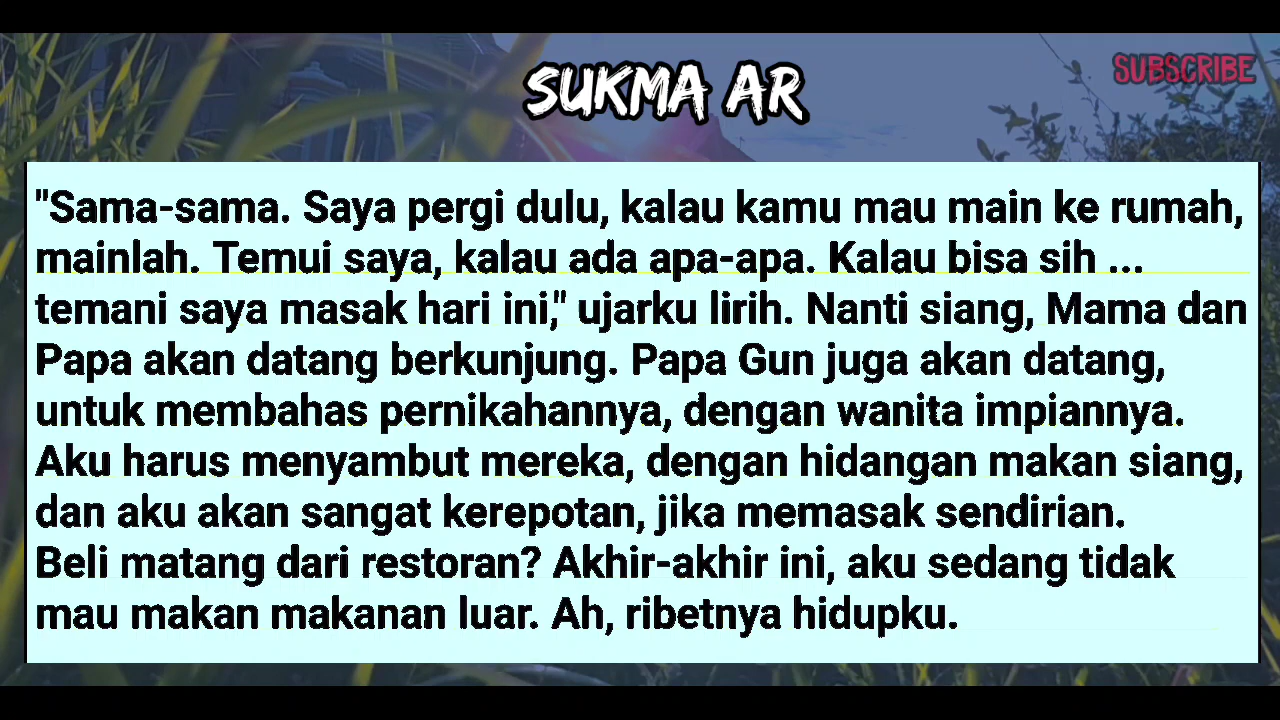 SUKMA AR
SUBSCRIBE
"Sama-sama. Saya pergi dulu, kalau kamu mau main ke rumah,
mainlah. Temui saya, kalau ada apa-apa. Kalau bisa sih ...
temani saya masak hari ini," ujarku lirih. Nanti siang, Mama dan
Papa akan datang berkunjung. Papa Gun juga akan datang,
untuk membahas pernikahannya, dengan wanita impiannya.
Aku harus menyambut mereka, dengan hidangan makan siang,
dan aku akan sangat kerepotan, jika memasak sendirian.
Beli matang dari restoran? Akhir-akhir ini, aku sedang tidak
mau makan makanan luar. Ah, ribetnya hidupku.